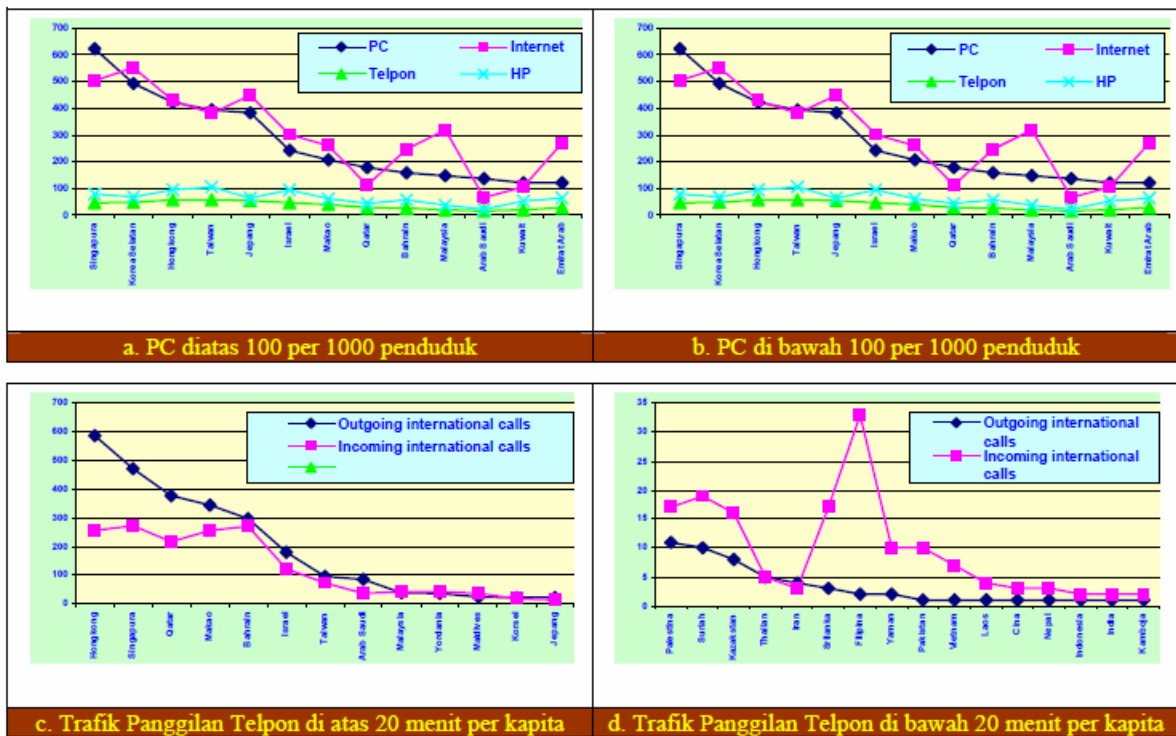 700
600
500
400
300
200
100
0
PC
Internet
Telpon
HP
Singapura
Korea Selatan
Hongkong
Taiwan
Jepang
Israel
Makao
Qatar
Bahrain
Malaysia
Arab Saudi
Kuwait
Emirat Arab
700
600
500
400
300
200
100
0
PC
Internet
Telpon
HP
Singapura
Korea Selatan
Hongkong
Taiwan
Jepang
Israel
Makao
Qatar
Bahrain
Malaysia
Arab Saudi
Kuwait
Emirat Arab
a. PC diatas 100 per 1000 penduduk
b. PC di bawah 100 per 1000 penduduk
700
600
500
400
300
200
100
0
Outgoing international calls
Incoming international calls
Hongkong
Singapura
Qatar
Makao
Bahrain
Israel
Taiwan
Arab Saudi
Malaysia
Yordania
Maldives
Korsel
Jepang
35
30
25
20
15
10
5
0
Outgoing international
calls
Incoming international
calls
Palestina
Suriah
Kazakstan
Thailan
Iran
Srilanka
Filipina
Yaman
Pakistan
Vietnam
Laos
Cina
Nepal
Indonesia
India
Kamboja
c. Trafik Panggilan Telpon di atas 20 menit per kapita
d. Trafik Panggilan Telpon di bawah 20 menit per kapita